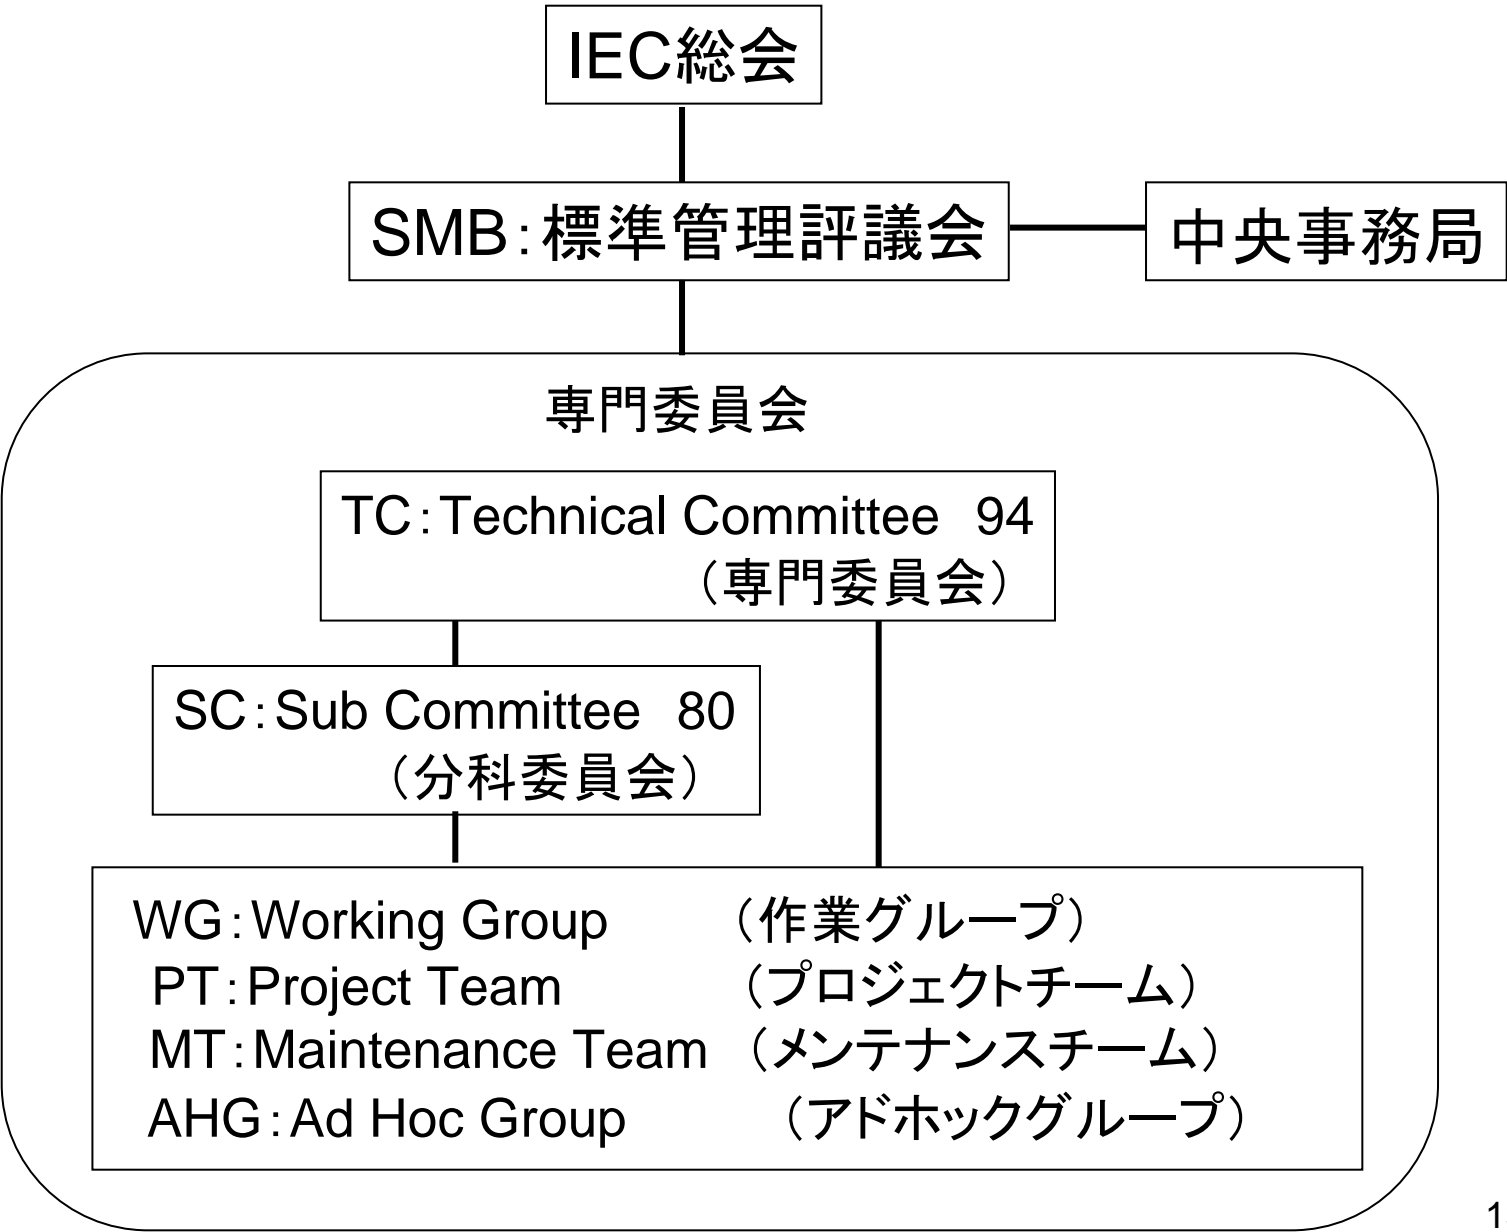 IEC総会
SMB：標準管理評議会
中央事務局
専門委員会
TC：Technical Committee 94
（専門委員会）
SC：Sub Committee 80
（分科委員会）
WG：Working Group （作業グループ）
PT：Project Team （プロジェクトチーム）
MT：Maintenance Team （メンテナンスチーム）
AHG：Ad Hoc Group （アドホックグループ）
1